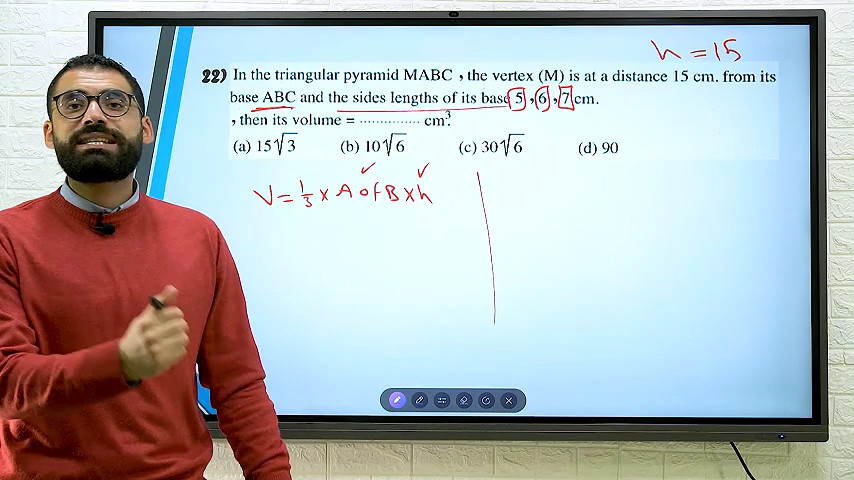 h = 15
22) In the triangular pyramid MABC , the vertex (M) is at a distance 15 cm. from its
base ABC and the sides lengths of its base 5 , 6 , 7 cm.
, then its volume = ............... cm³.
(a) 15√3 (b) 10√6 (c) 30√6 (d) 90
V = 1/3 × A of B × h